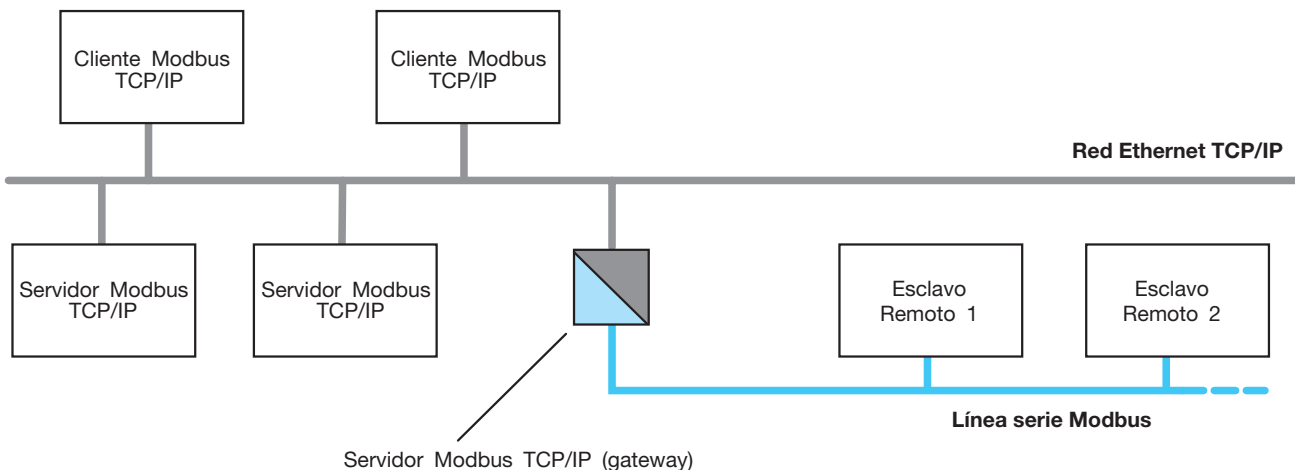 Cliente Modbus
TCP/IP
Cliente Modbus
TCP/IP
Red Ethernet TCP/IP
Servidor Modbus
TCP/IP
Servidor Modbus
TCP/IP
Esclavo
Remoto 1
Esclavo
Remoto 2
Línea serie Modbus
Servidor Modbus TCP/IP (gateway)